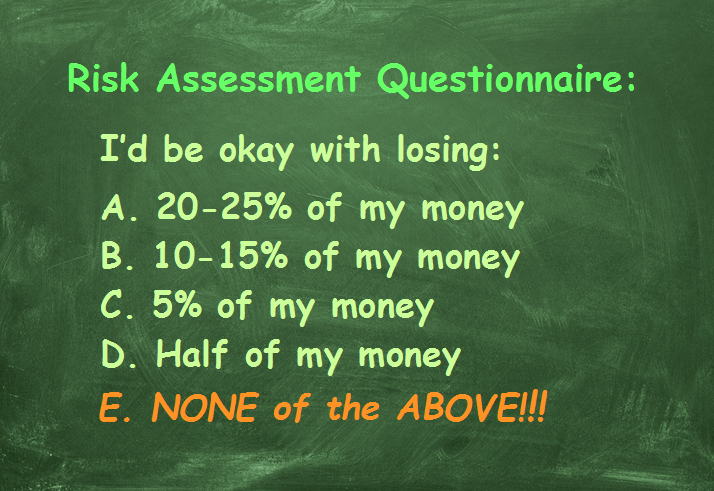 Risk Assessment Questionnaire:
I'd be okay with losing:
A. 20-25% of my money
B. 10-15% of my money
C. 5% of my money
D. Half of my money
E. NONE of the ABOVE!!!